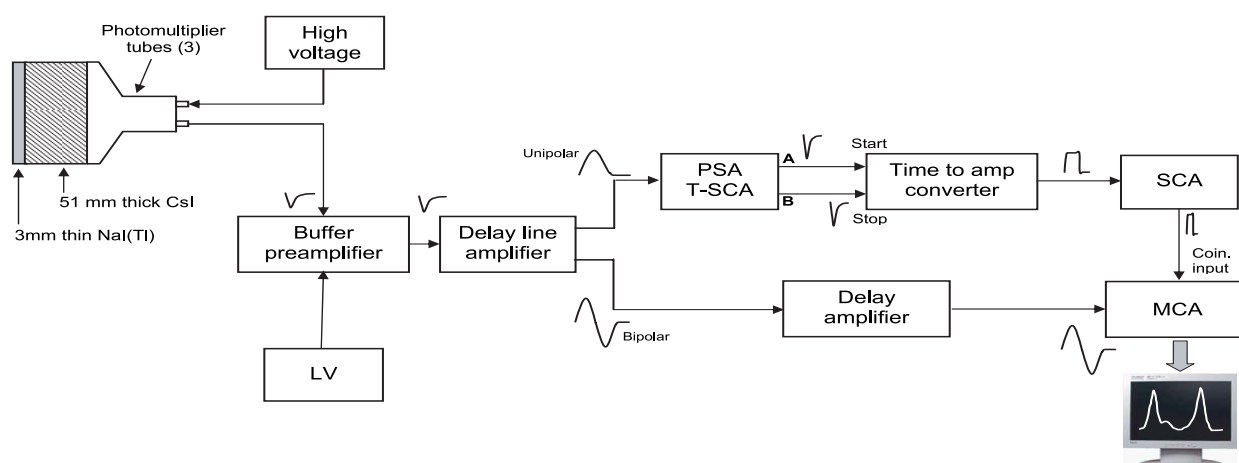 Photomultiplier
tubes (3)
High
voltage
51 mm thick CsI
3mm thin NaI(Tl)
Buffer
preamplifier
LV
Delay line
amplifier
Unipolar
Bipolar
PSA
T-SCA
A
B
Start
Stop
Time to amp
converter
SCA
Coin.
input
Delay
amplifier
MCA